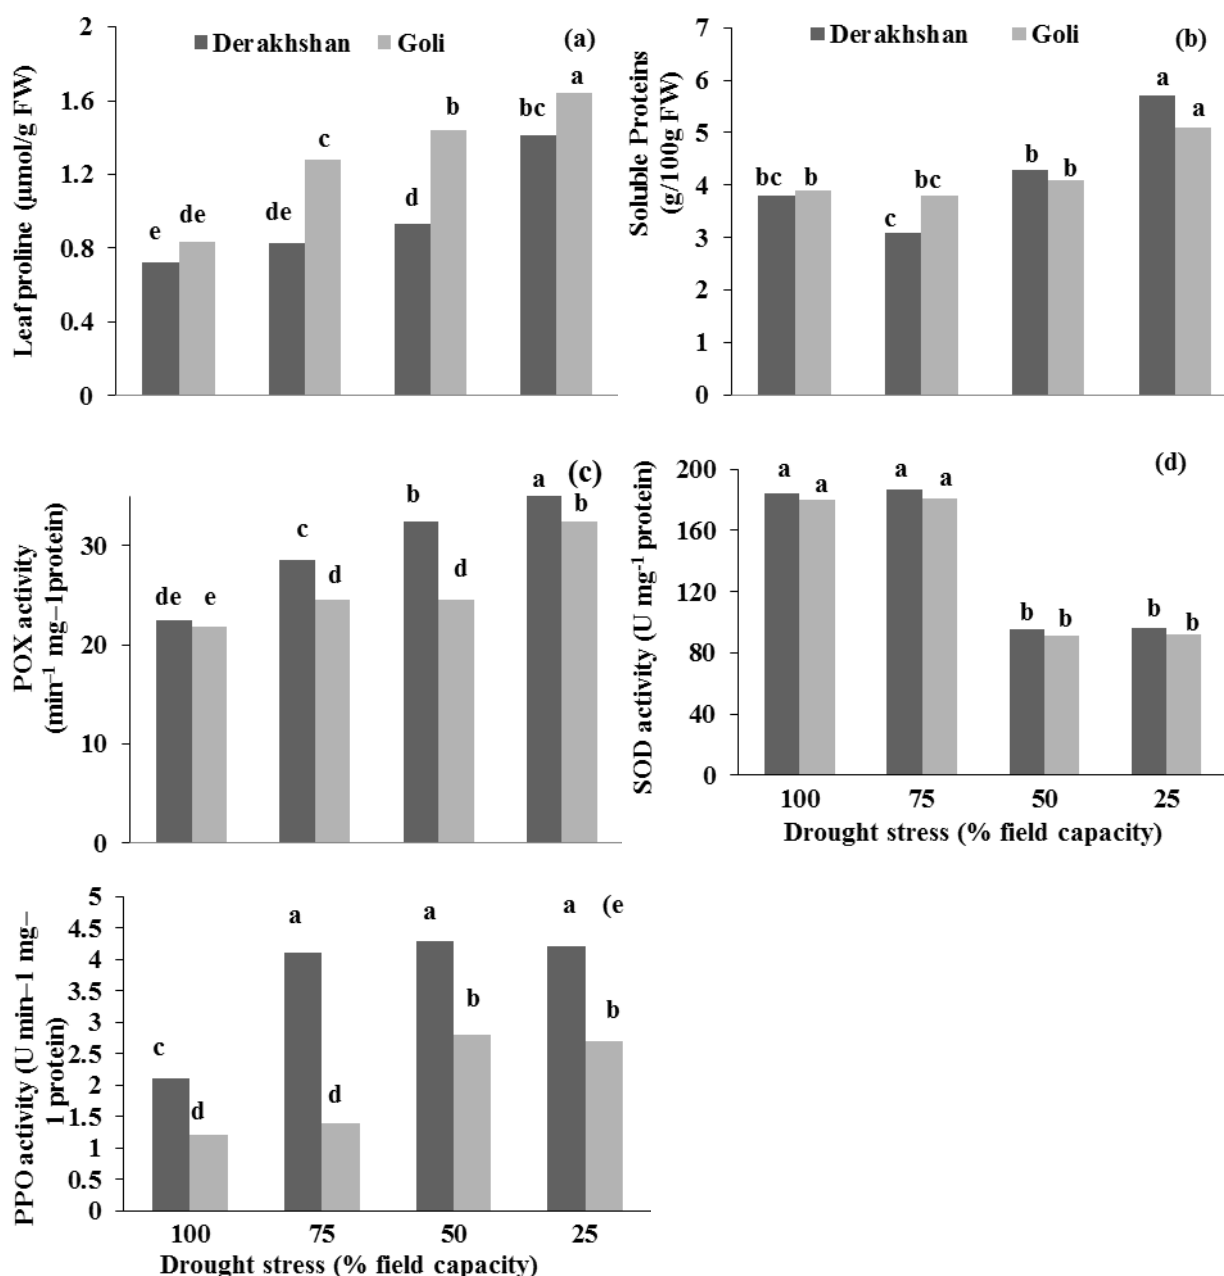 Derakhshan Goli (a)
Leaf proline (µmol/g FW)
2
1.6
1.2
0.8
0.4
0
e de de c d b bc a
Derakhshan Goli (b)
Soluble Proteins
(g/100g FW)
7
6
5
4
3
2
1
0
bc b c bc b b a a
(c)
POX activity
(min⁻¹ mg–1protein)
30
20
10
0
de e c d b d a b
(d)
SOD activity (U mg⁻¹ protein)
200
160
120
80
40
0
a a a a b b b b
100 75 50 25
Drought stress (% field capacity)
(e
PPO activity (U min–1 mg–
1 protein)
5
4.5
4
3.5
3
2.5
2
1.5
1
0.5
0
c d a d a b a b
100 75 50 25
Drought stress (% field capacity)